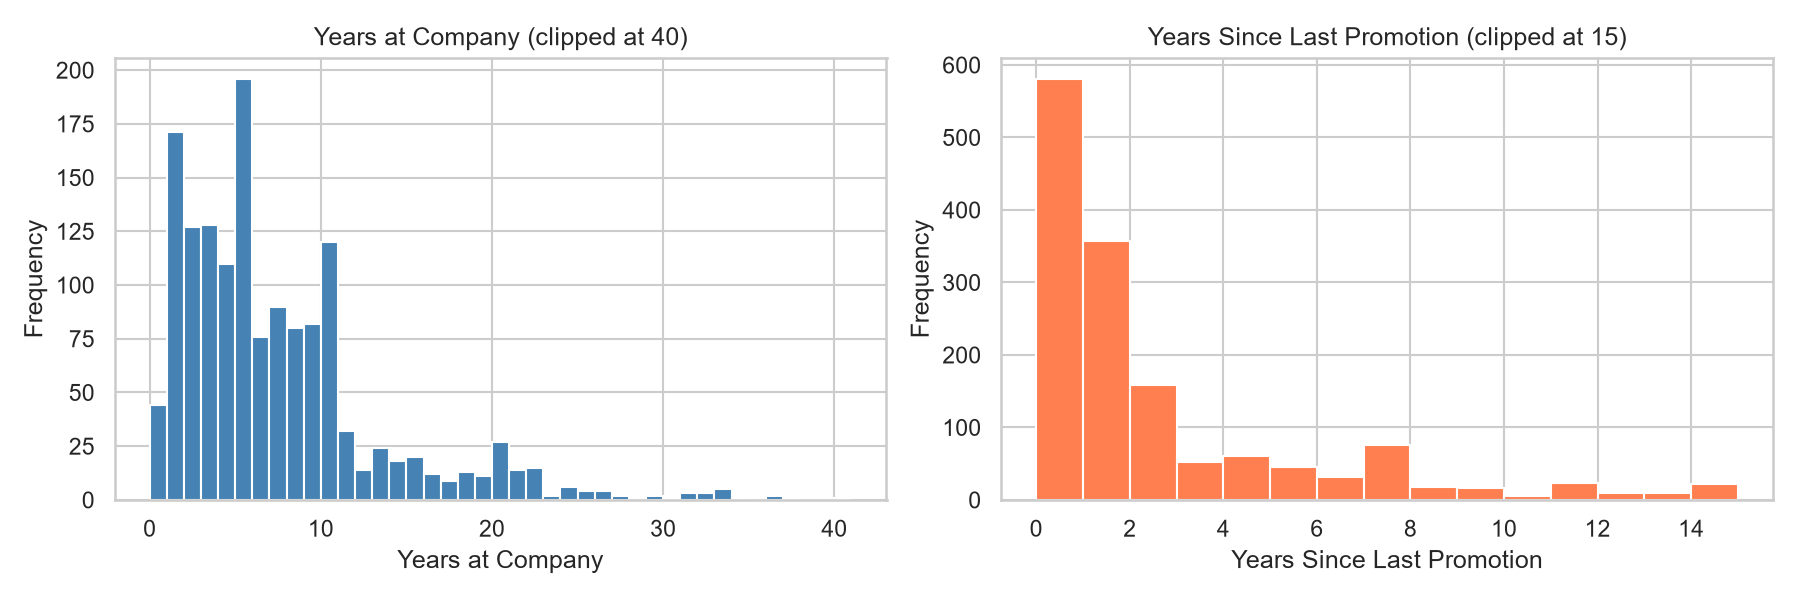 Years at Company (clipped at 40)
200
175
150
125
100
75
50
25
0
Frequency
0 10 20 30 40
Years at Company
Years Since Last Promotion (clipped at 15)
600
500
400
300
200
100
0
Frequency
0 2 4 6 8 10 12 14
Years Since Last Promotion